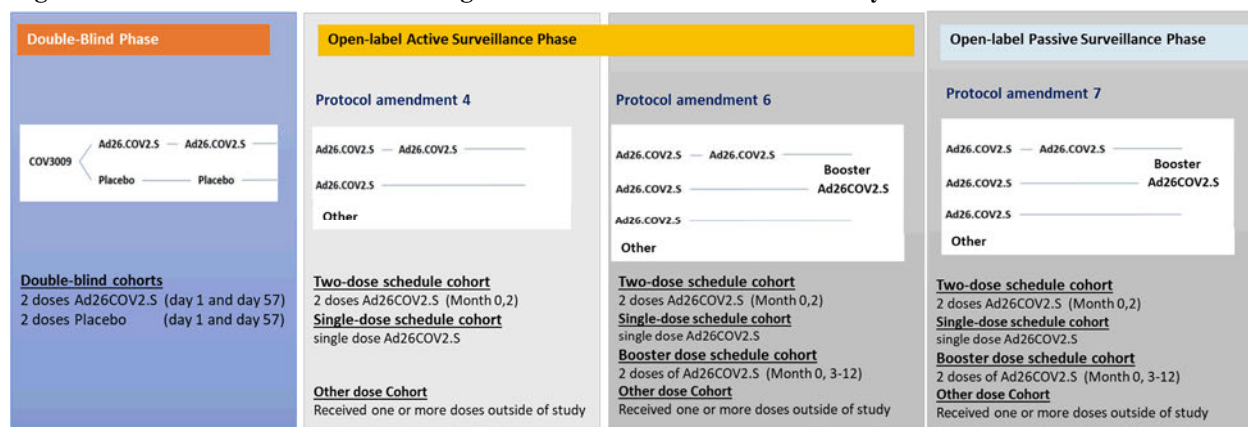 Double-Blind Phase
COV3009
Ad26.COV2.S — Ad26.COV2.S
Placebo — Placebo
Double-blind cohorts
2 doses Ad26COV2.S (day 1 and day 57)
2 doses Placebo (day 1 and day 57)
Open-label Active Surveillance Phase
Protocol amendment 4
Ad26.COV2.S — Ad26.COV2.S
Ad26.COV2.S
Other
Two-dose schedule cohort
2 doses Ad26COV2.S (Month 0,2)
Single-dose schedule cohort
single dose Ad26COV2.S
Other dose Cohort
Received one or more doses outside of study
Protocol amendment 6
Ad26.COV2.S — Ad26.COV2.S
Booster
Ad26.COV2.S
Ad26COV2.S
Ad26.COV2.S
Other
Two-dose schedule cohort
2 doses Ad26COV2.S (Month 0,2)
Single-dose schedule cohort
single dose Ad26COV2.S
Booster dose schedule cohort
2 doses of Ad26COV2.S (Month 0, 3-12)
Other dose Cohort
Received one or more doses outside of study
Open-label Passive Surveillance Phase
Protocol amendment 7
Ad26.COV2.S — Ad26.COV2.S
Booster
Ad26.COV2.S
Ad26COV2.S
Ad26.COV2.S
Other
Two-dose schedule cohort
2 doses Ad26COV2.S (Month 0,2)
Single-dose schedule cohort
single dose Ad26COV2.S
Booster dose schedule cohort
2 doses of Ad26COV2.S (Month 0, 3-12)
Other dose Cohort
Received one or more doses outside of study